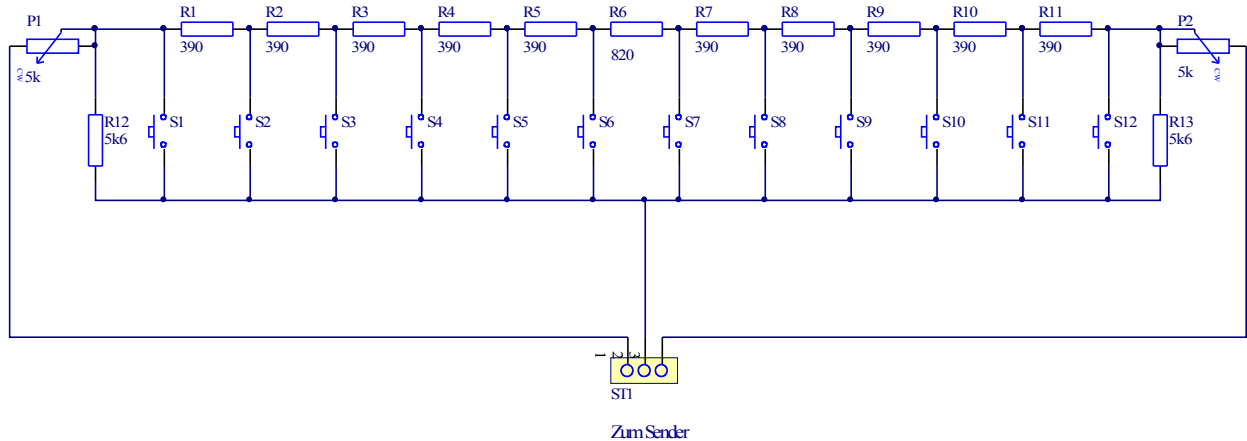 P1 R1 R2 R3 R4 R5 R6 R7 R8 R9 R10 R11 P2
390 390 390 390 390 820 390 390 390 390 390
CW 5k 5k CW
R12 S1 S2 S3 S4 S5 S6 S7 S8 S9 S10 S11 S12 R13
5k6 5k6
1 2 3
ST1
Zum Sender